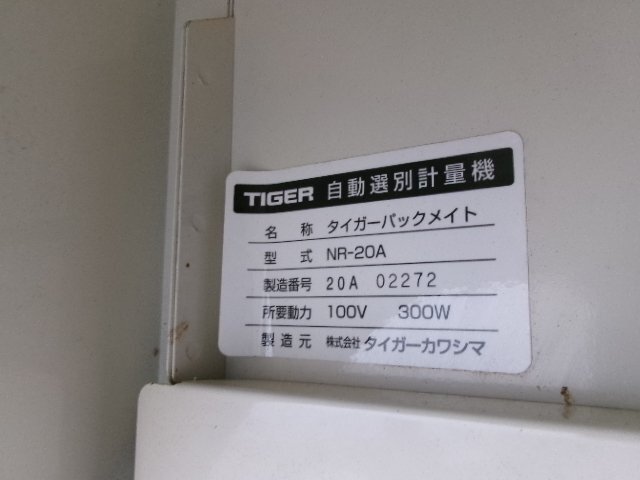 TIGER 自動選別計量機
名 称 タイガーパックメイト
型 式 NR-20A
製造番号 20A 02272
所要動力 100V 300W
製造元 株式会社 タイガーカワシマ